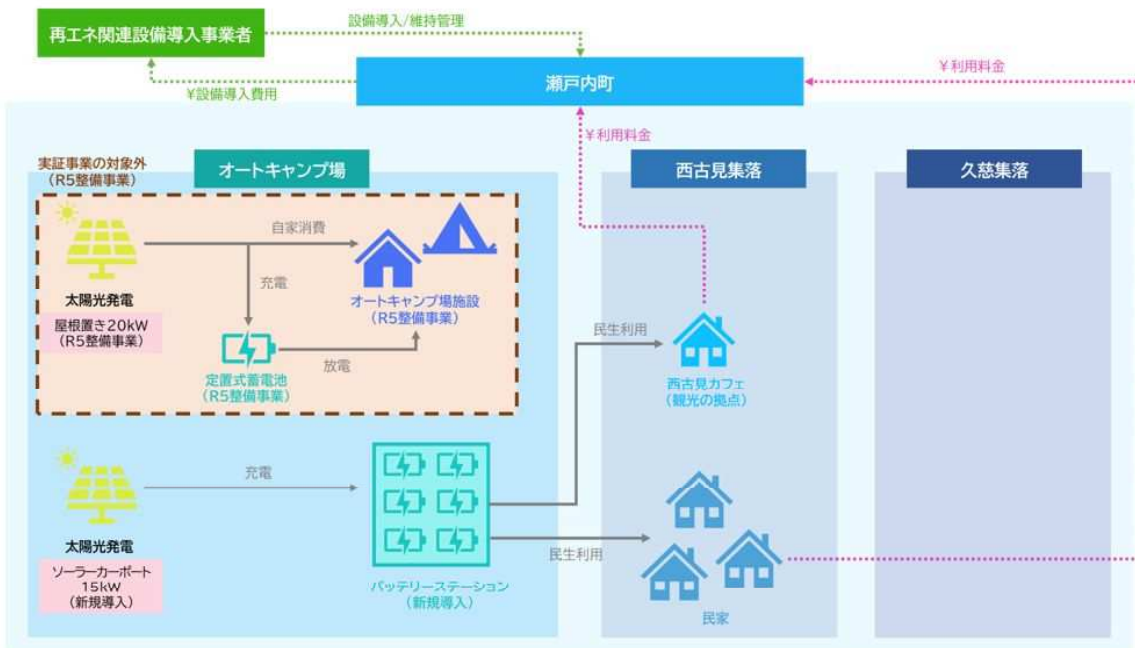 再エネ関連設備導入事業者
設備導入/維持管理
¥設備導入費用
瀬戸内町
¥利用料金
¥利用料金
実証事業の対象外
(R5整備事業)
オートキャンプ場
西古見集落
久慈集落
自家消費
太陽光発電
屋根置き20kW
(R5整備事業)
充電
オートキャンプ場施設
(R5整備事業)
定置式蓄電池
(R5整備事業)
放電
民生利用
西古見カフェ
(観光の拠点)
充電
太陽光発電
ソーラーカーポート
15kW
(新規導入)
バッテリーステーション
(新規導入)
民生利用
民家